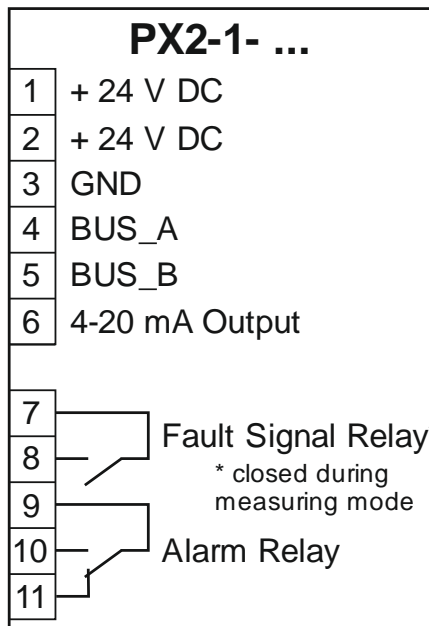 PX2-1- ...
1 + 24 V DC
2 + 24 V DC
3 GND
4 BUS_A
5 BUS_B
6 4-20 mA Output
7
Fault Signal Relay
8
* closed during
9
measuring mode
10 Alarm Relay
11